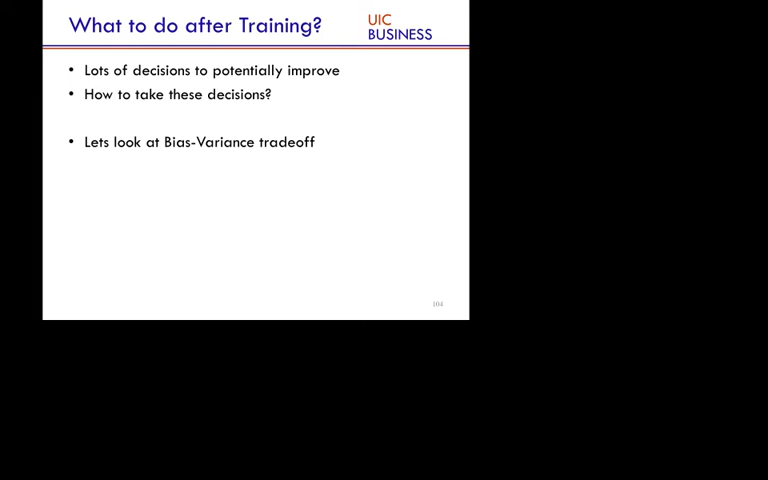 What to do after Training?
UIC
BUSINESS
• Lots of decisions to potentially improve
• How to take these decisions?
• Lets look at Bias-Variance tradeoff
104